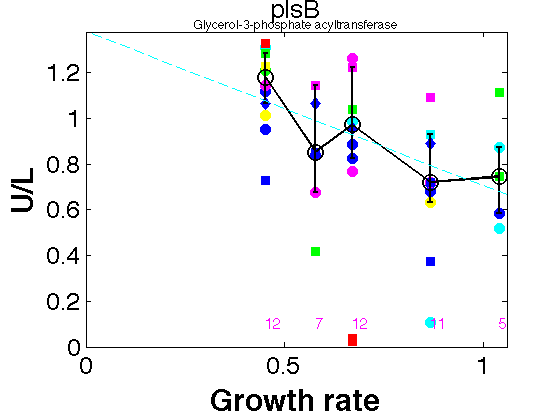 plsB
Glycerol-3-phosphate acyltransferase
U/L
1.2
1
0.8
0.6
0.4
0.2
0
12 7 12 11 5
0 0.5 1
Growth rate